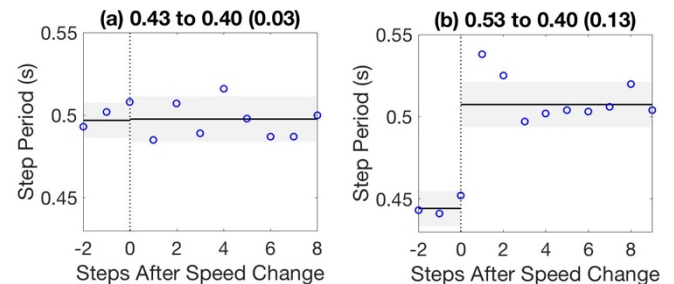 (a) 0.43 to 0.40 (0.03)
0.55
0.5
0.45
Step Period (s)
-2 0 2 4 6 8
Steps After Speed Change
(b) 0.53 to 0.40 (0.13)
0.55
0.5
0.45
Step Period (s)
-2 0 2 4 6 8
Steps After Speed Change